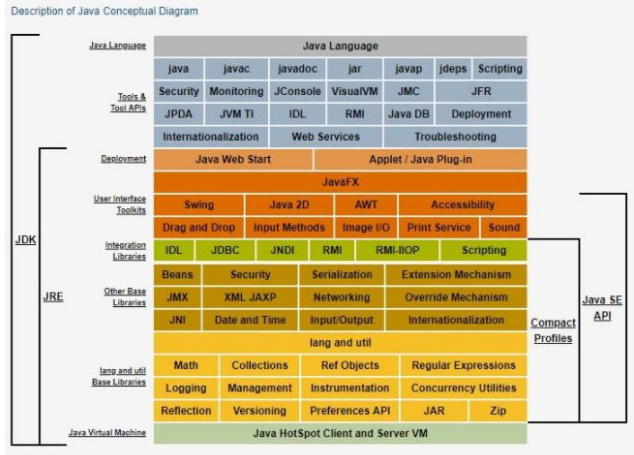 Description of Java Conceptual Diagram
Java Language Java Language
java javac javadoc jar javap jdeps Scripting
Security Monitoring JConsole VisualVM JMC JFR
Tools &
Tool APIs
JPDA JVM TI IDL RMI Java DB Deployment
Internationalization Web Services Troubleshooting
Deployment Java Web Start Applet / Java Plug-in
JavaFX
User Interface
Toolkits
Swing Java 2D AWT Accessibility
Drag and Drop Input Methods Image I/O Print Service Sound
JDK
Integration
Libraries
IDL JDBC JNDI RMI RMI-IIOP Scripting
Beans Security Serialization Extension Mechanism
JRE
Other Base
Libraries
JMX XML JAXP Networking Override Mechanism
Java SE
API
JNI Date and Time Input/Output Internationalization
Compact
Profiles
lang and util
Math Collections Ref Objects Regular Expressions
lang and util
Base Libraries
Logging Management Instrumentation Concurrency Utilities
Reflection Versioning Preferences API JAR Zip
Java Virtual Machine Java HotSpot Client and Server VM